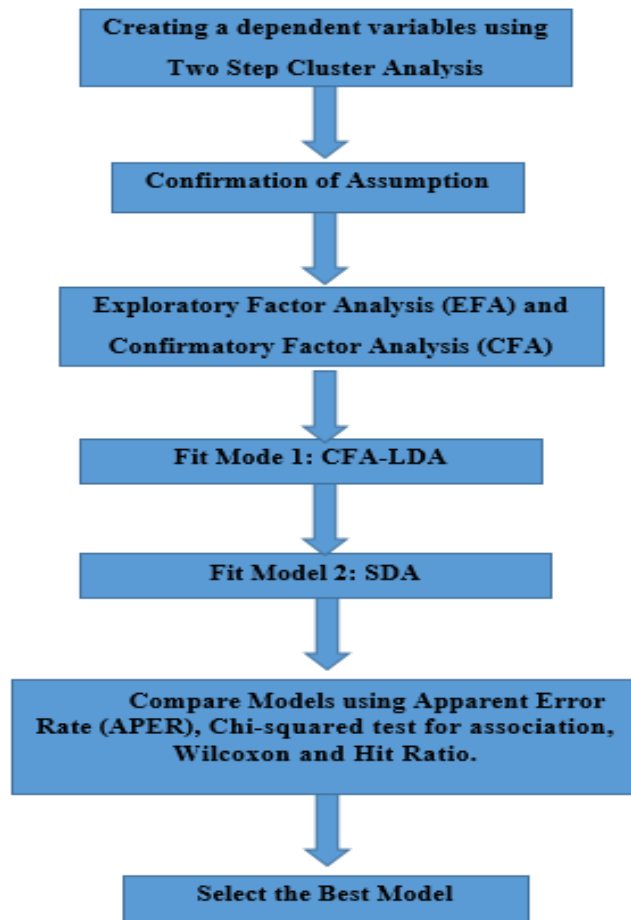 Creating a dependent variables using
Two Step Cluster Analysis
Confirmation of Assumption
Exploratory Factor Analysis (EFA) and
Confirmatory Factor Analysis (CFA)
Fit Mode 1: CFA-LDA
Fit Model 2: SDA
Compare Models using Apparent Error
Rate (APER), Chi-squared test for association,
Wilcoxon and Hit Ratio.
Select the Best Model